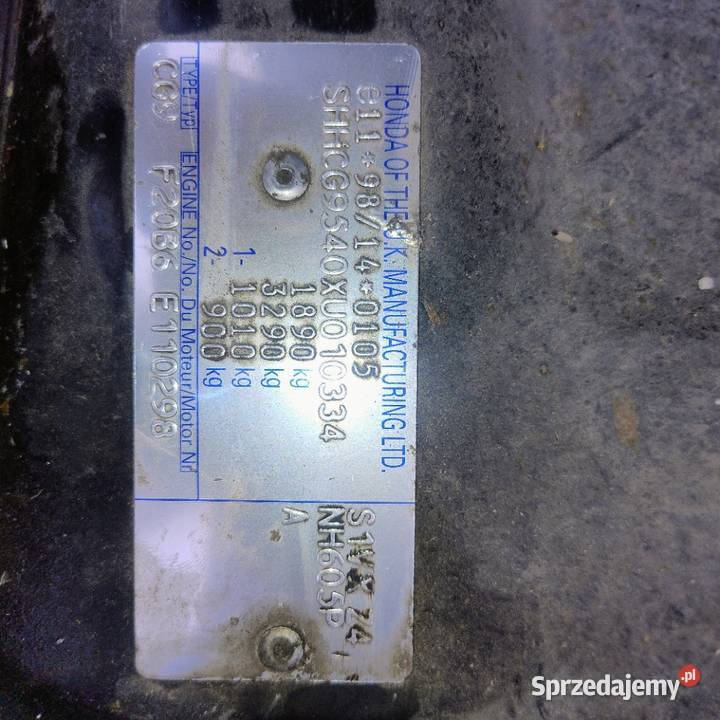 HONDA OF THE U.K. MANUFACTURING LTD.
e11*98/14*0105
SHHCG9540XU010334
1890 kg
3290 kg
1- 1010 kg
2- 900 kg
TYPE/Typ ENGINE No./No. Du Moteur/Motor Nr
CG9 F20B6 E110298
NH605P
A
Sprzedajemy.pl